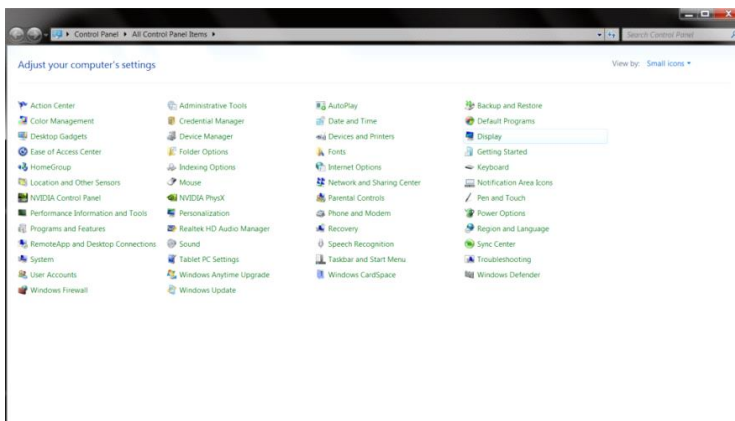 Control Panel All Control Panel Items Search Control Panel
Adjust your computer's settings View by: Small icons
Action Center Administrative Tools AutoPlay Backup and Restore
Color Management Credential Manager Date and Time Default Programs
Desktop Gadgets Device Manager Devices and Printers Display
Ease of Access Center Folder Options Fonts Getting Started
HomeGroup Indexing Options Internet Options Keyboard
Location and Other Sensors Mouse Network and Sharing Center Notification Area Icons
NVIDIA Control Panel NVIDIA PhysX Parental Controls Pen and Touch
Performance Information and Tools Personalization Phone and Modem Power Options
Programs and Features Realtek HD Audio Manager Recovery Region and Language
RemoteApp and Desktop Connections Sound Speech Recognition Sync Center
System Tablet PC Settings Taskbar and Start Menu Troubleshooting
User Accounts Windows Anytime Upgrade Windows CardSpace Windows Defender
Windows Firewall Windows Update